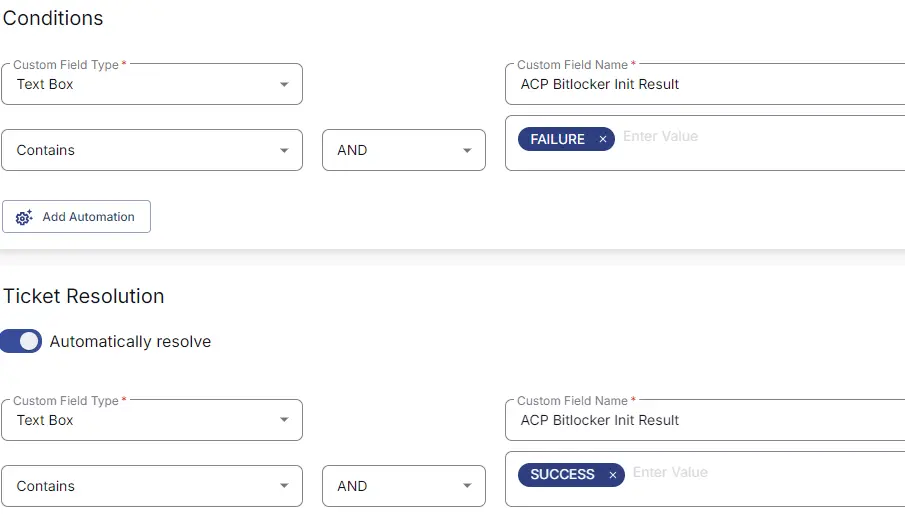 Conditions
Custom Field Type *
Custom Field Name *
Text Box
ACP Bitlocker Init Result
Contains
AND
FAILURE × Enter Value
Add Automation
Ticket Resolution
Automatically resolve
Custom Field Type *
Custom Field Name *
Text Box
ACP Bitlocker Init Result
Contains
AND
SUCCESS × Enter Value